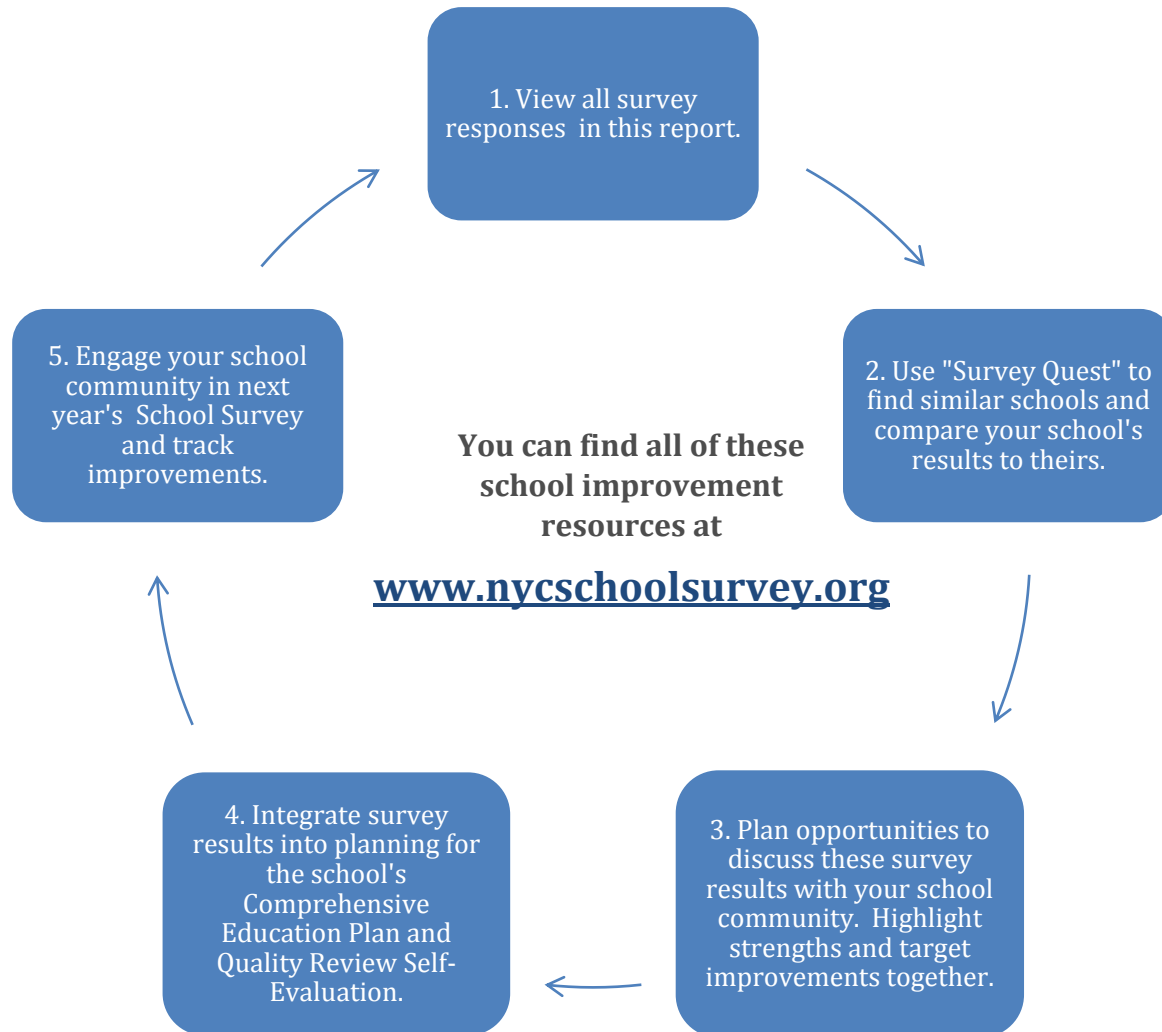 1. View all survey
responses  in this report.
2. Use "Survey Quest" to
find similar schools and
compare your school's
results to theirs.
3. Plan opportunities to
discuss these survey
results with your school
community.  Highlight
strengths and target
improvements together.
4. Integrate survey
results into planning for
the school's
Comprehensive
Education Plan and
Quality Review Self-
Evaluation.
5. Engage your school
community in next
year's  School Survey
and track
improvements.
You can find all of these
school improvement
resources at
www.nycschoolsurvey.org